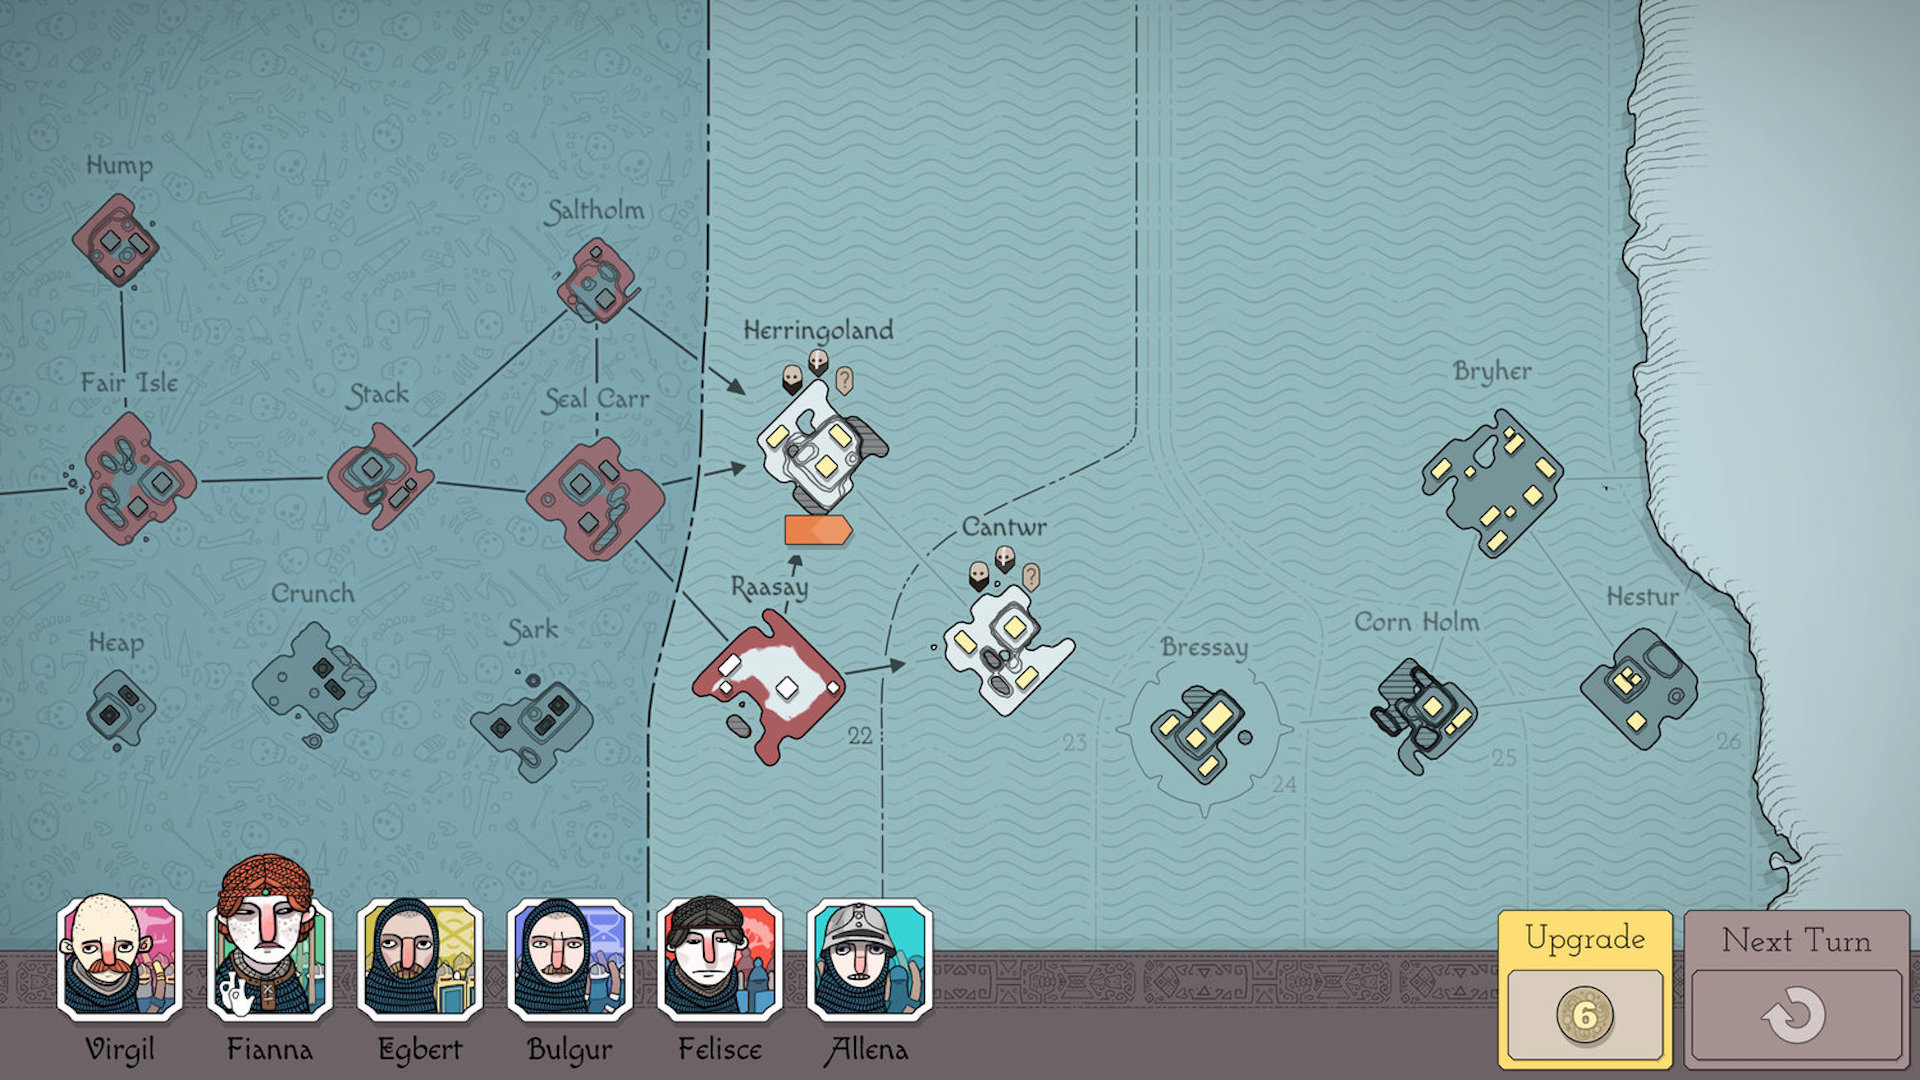 Hump
Saltholm
Herringoland
?
Bryher
Fair Isle
Stack
Seal Carr
Cantwr
?
Raasay
Crunch
Heap
Sark
Hestur
Corn Holm
Bressay
22
23
24
25
26
Upgrade
6
Next Turn
Virgil
Fianna
Egbert
Bulgur
Felisce
Allena